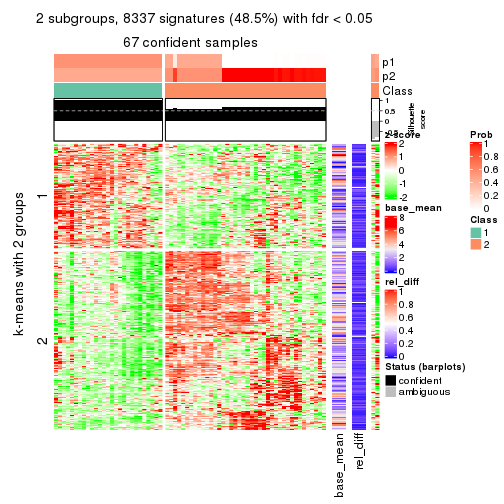 2 subgroups, 8337 signatures (48.5%) with fdr < 0.05
67 confident samples
p1
p2
Class
1
0.5
0
Silhouette
score
k-means with 2 groups
1
2
z-score
2
1
0
-1
-2
base_mean
8
6
4
2
0
rel_diff
1
0.8
0.6
0.4
0.2
0
Status (barplots)
confident
ambiguous
Prob
1
0.8
0.6
0.4
0.2
0
Class
1
2
base_mean
rel_diff